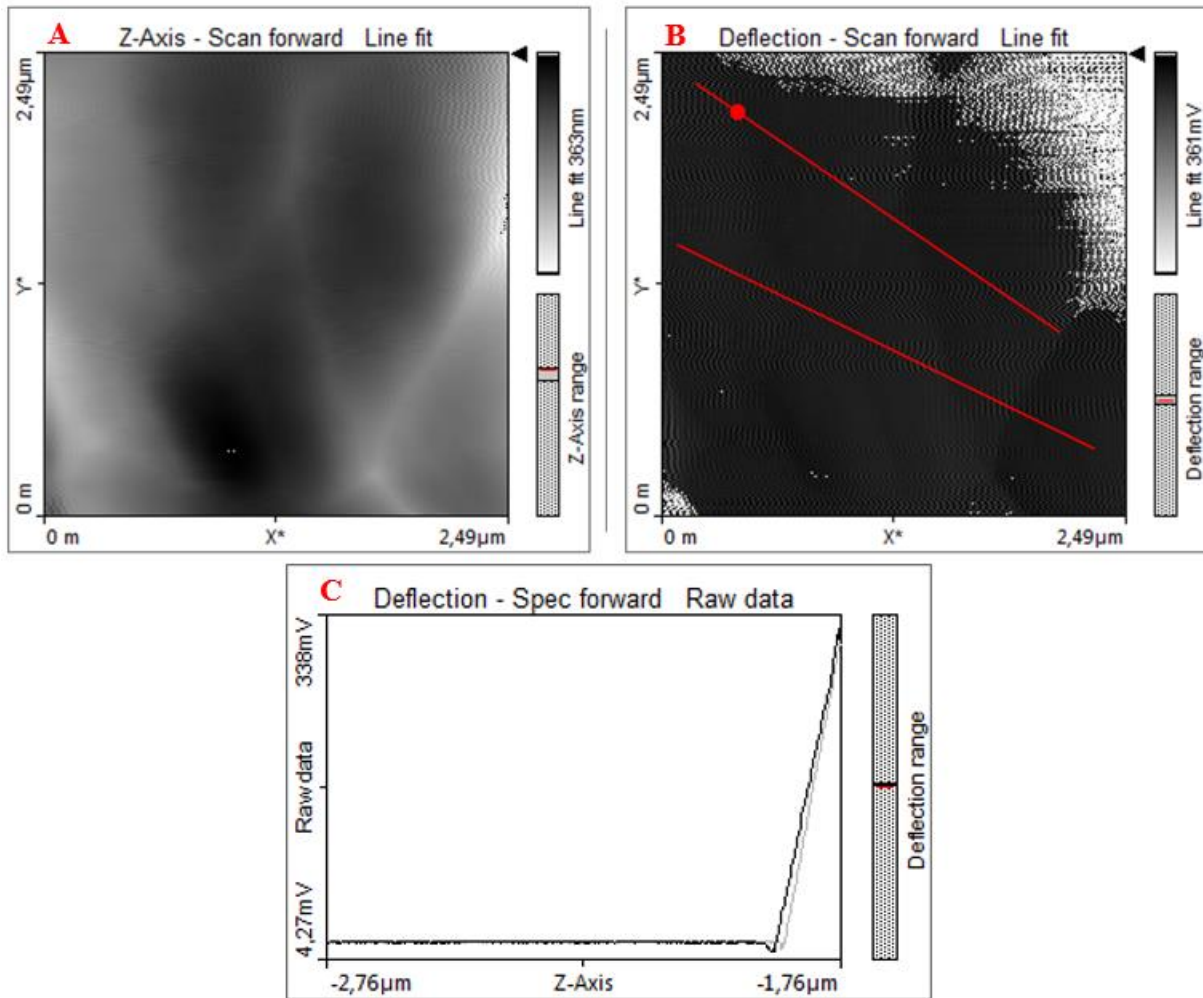 A
Z-Axis - Scan forward Line fit
2,49µm
Y*
0 m
0 m
X*
2,49µm
Line fit 363nm
Z-Axis range
B
Deflection - Scan forward Line fit
2,49µm
Y*
0 m
0 m
X*
2,49µm
Line fit 361mV
Deflection range
C
Deflection - Spec forward Raw data
338mV
Raw data
4,27mV
-2,76µm
Z-Axis
-1,76µm
Deflection range